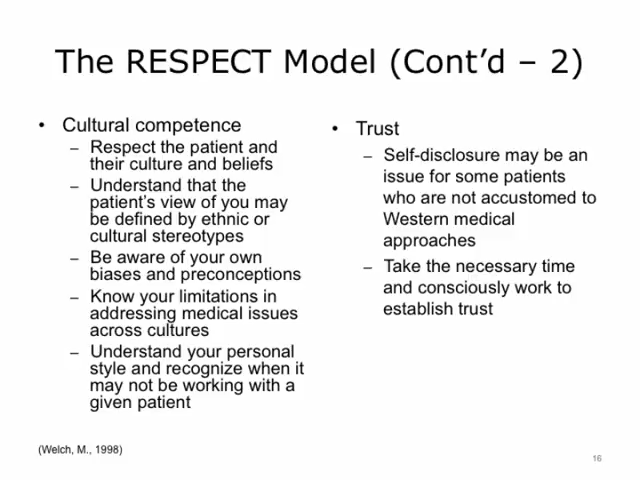 The RESPECT Model (Cont'd – 2)
• Cultural competence
– Respect the patient and
their culture and beliefs
– Understand that the
patient's view of you may
be defined by ethnic or
cultural stereotypes
– Be aware of your own
biases and preconceptions
– Know your limitations in
addressing medical issues
across cultures
– Understand your personal
style and recognize when it
may not be working with a
given patient
• Trust
– Self-disclosure may be an
issue for some patients
who are not accustomed to
Western medical
approaches
– Take the necessary time
and consciously work to
establish trust
(Welch, M., 1998)
16